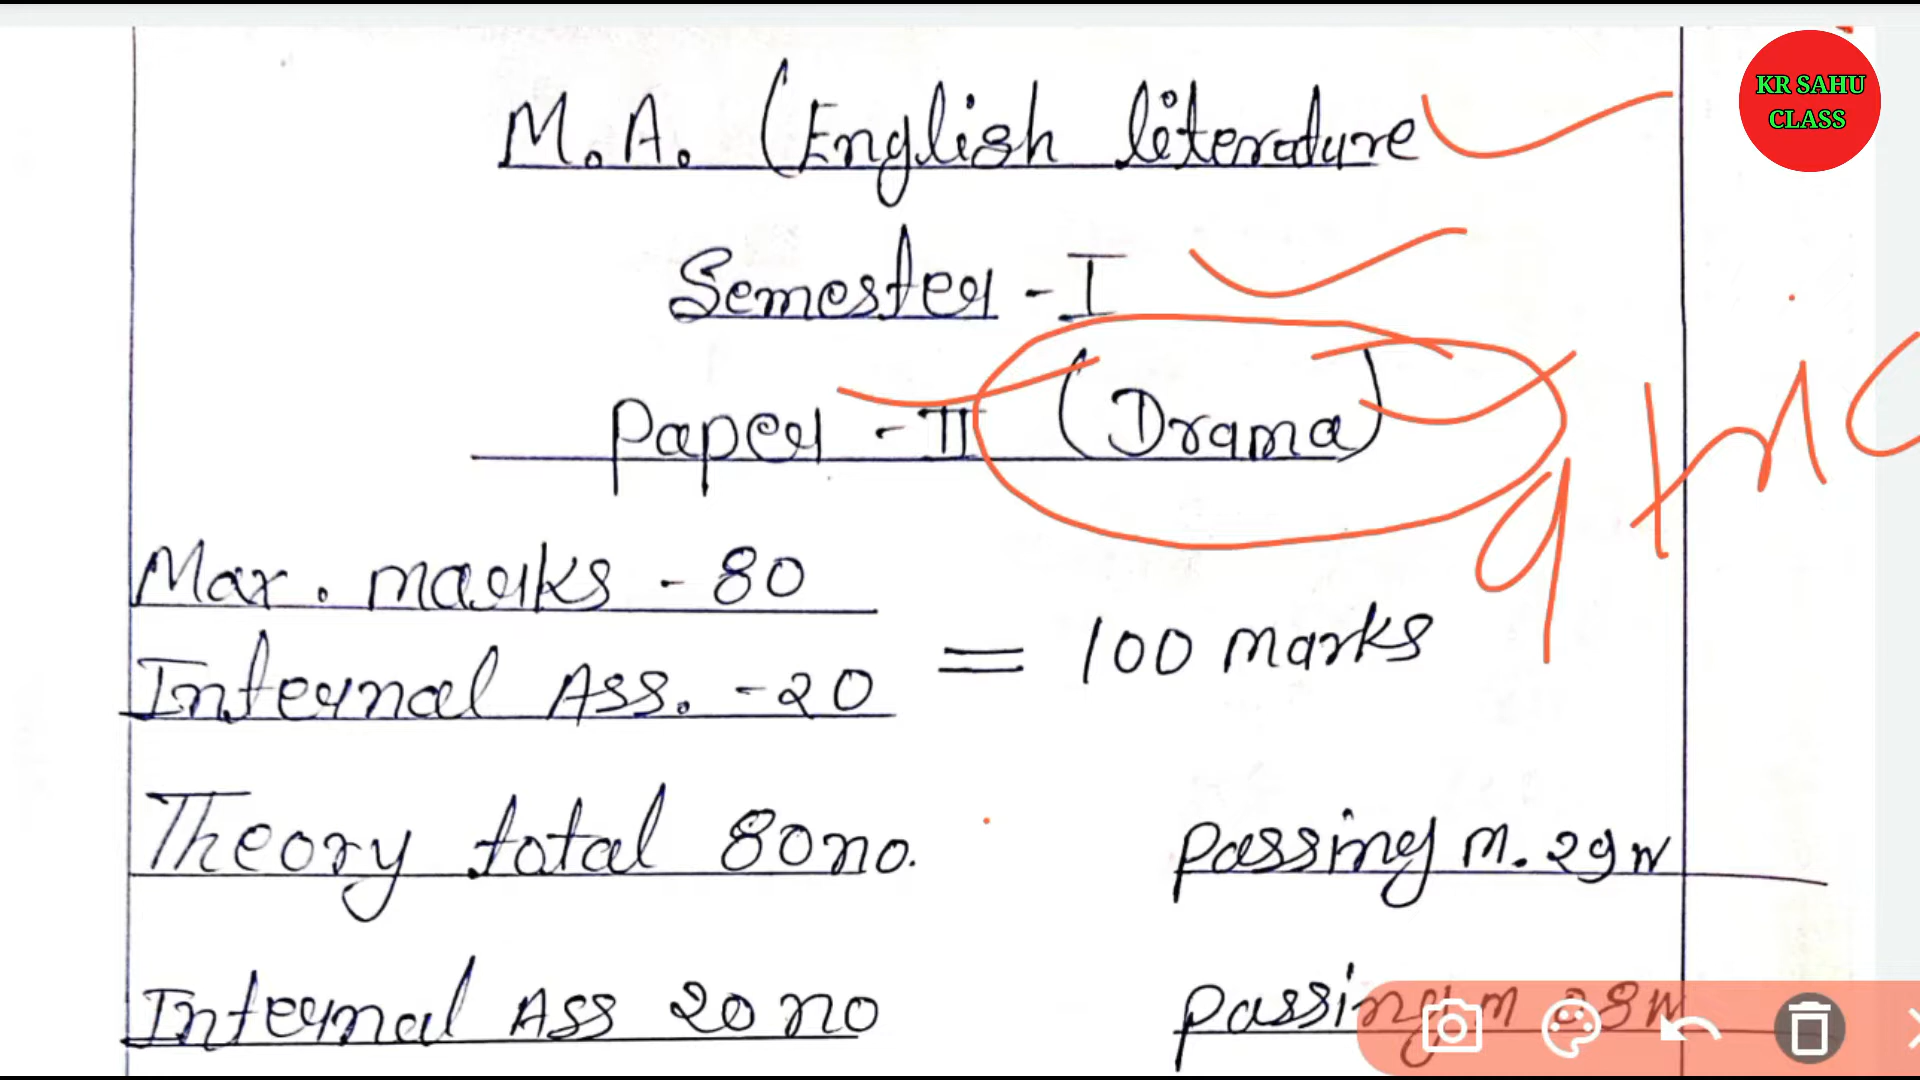 KR SAHU
CLASS
M.A. (English literature
Semester - I
Paper - II (Drama)
Max. marks - 80
Internal Ass. - 20 = 100 marks
Theory total 80 no. passing m. 29
Internal Ass 20 no passing m